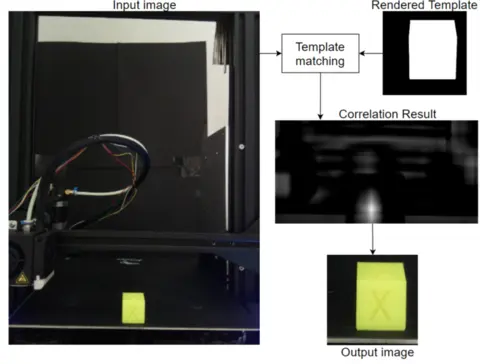 Input image
Rendered Template
Template
matching
Correlation Result
X
Output image